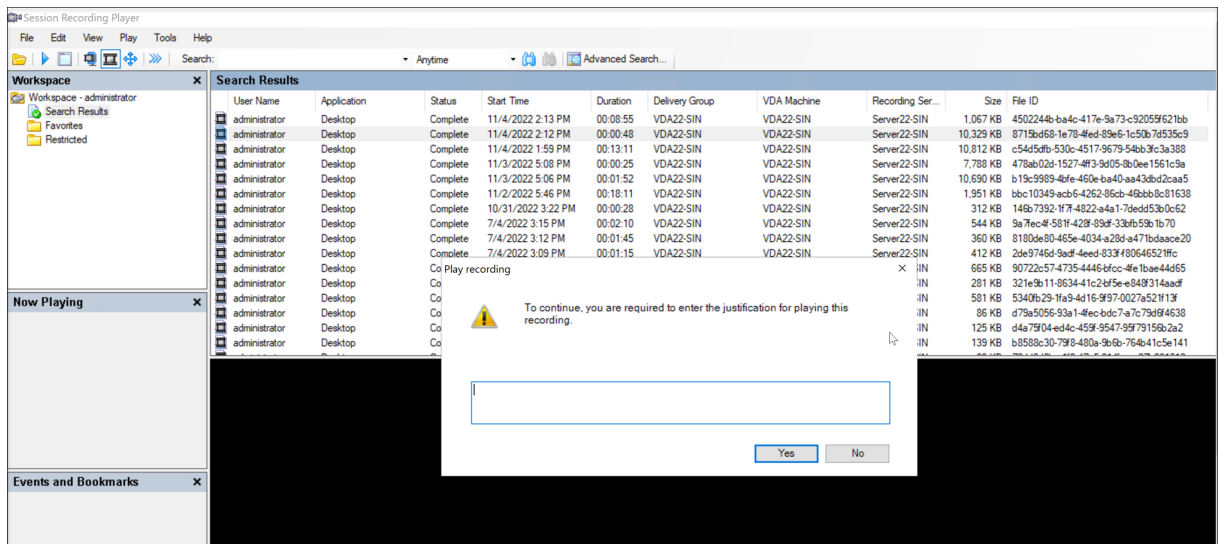 Session Recording Player
File Edit View Play Tools Help
Search: Anytime Advanced Search...
Workspace x Search Results
Workspace - administrator
Search Results
Favorites
Restricted
User Name Application Status Start Time Duration Delivery Group VDA Machine Recording Ser... Size File ID
administrator Desktop Complete 11/4/2022 2:13 PM 00:08:55 VDA22-SIN VDA22-SIN Server22-SIN 1,067 KB 4502244b-ba4c-417e-9a73-c92055f621bb
administrator Desktop Complete 11/4/2022 2:12 PM 00:00:48 VDA22-SIN VDA22-SIN Server22-SIN 10,329 KB 8715bd68-1e78-4fed-89e6-1c50b7d535c9
administrator Desktop Complete 11/4/2022 1:59 PM 00:13:11 VDA22-SIN VDA22-SIN Server22-SIN 10,812 KB c54d5dfb-530c-4517-9679-54bb3fc3a388
administrator Desktop Complete 11/3/2022 5:08 PM 00:00:25 VDA22-SIN VDA22-SIN Server22-SIN 7,788 KB 478ab02d-1527-4ff3-9d05-8b0ee1561c9a
administrator Desktop Complete 11/3/2022 5:06 PM 00:01:52 VDA22-SIN VDA22-SIN Server22-SIN 10,690 KB b19c9989-4bfe-460e-ba40-aa43dbd2caa5
administrator Desktop Complete 11/2/2022 5:46 PM 00:18:11 VDA22-SIN VDA22-SIN Server22-SIN 1,951 KB bbc10349-acb6-4262-86cb-46bbb8c81638
administrator Desktop Complete 10/31/2022 3:22 PM 00:00:28 VDA22-SIN VDA22-SIN Server22-SIN 312 KB 146b7392-1f7f-4822-a4a1-7dedd53b0c62
administrator Desktop Complete 7/4/2022 3:15 PM 00:02:10 VDA22-SIN VDA22-SIN Server22-SIN 544 KB 9a7fec4f-581f-428f-89df-33bfb59b1b70
administrator Desktop Complete 7/4/2022 3:12 PM 00:01:45 VDA22-SIN VDA22-SIN Server22-SIN 360 KB 8180de80-465e-4034-a28d-a471bdaace20
administrator Desktop Complete 7/4/2022 3:09 PM 00:01:15 VDA22-SIN VDA22-SIN Server22-SIN 412 KB 2de9746d-9adf-4eed-833f-f80646521ffc
administrator Desktop Co SIN 665 KB 90722c57-4735-4446-bfcc-4fe1bae44d65
administrator Desktop Co SIN 281 KB 321e9b11-8634-41c2-bf5e-e848f314aadf
administrator Desktop Co SIN 581 KB 5340fb29-1fa9-4d16-9f97-0027a521f13f
administrator Desktop Co SIN 86 KB d79a5056-93a1-4fec-bdc7-a7c79d6f4638
administrator Desktop Co SIN 125 KB d4a75f04-ed4c-459f-9547-95f79156b2a2
administrator Desktop Co SIN 139 KB b8588c30-79f8-480a-9b6b-764b41c5e141
Play recording
To continue, you are required to enter the justification for playing this
recording.
Yes No
Now Playing x
Events and Bookmarks x